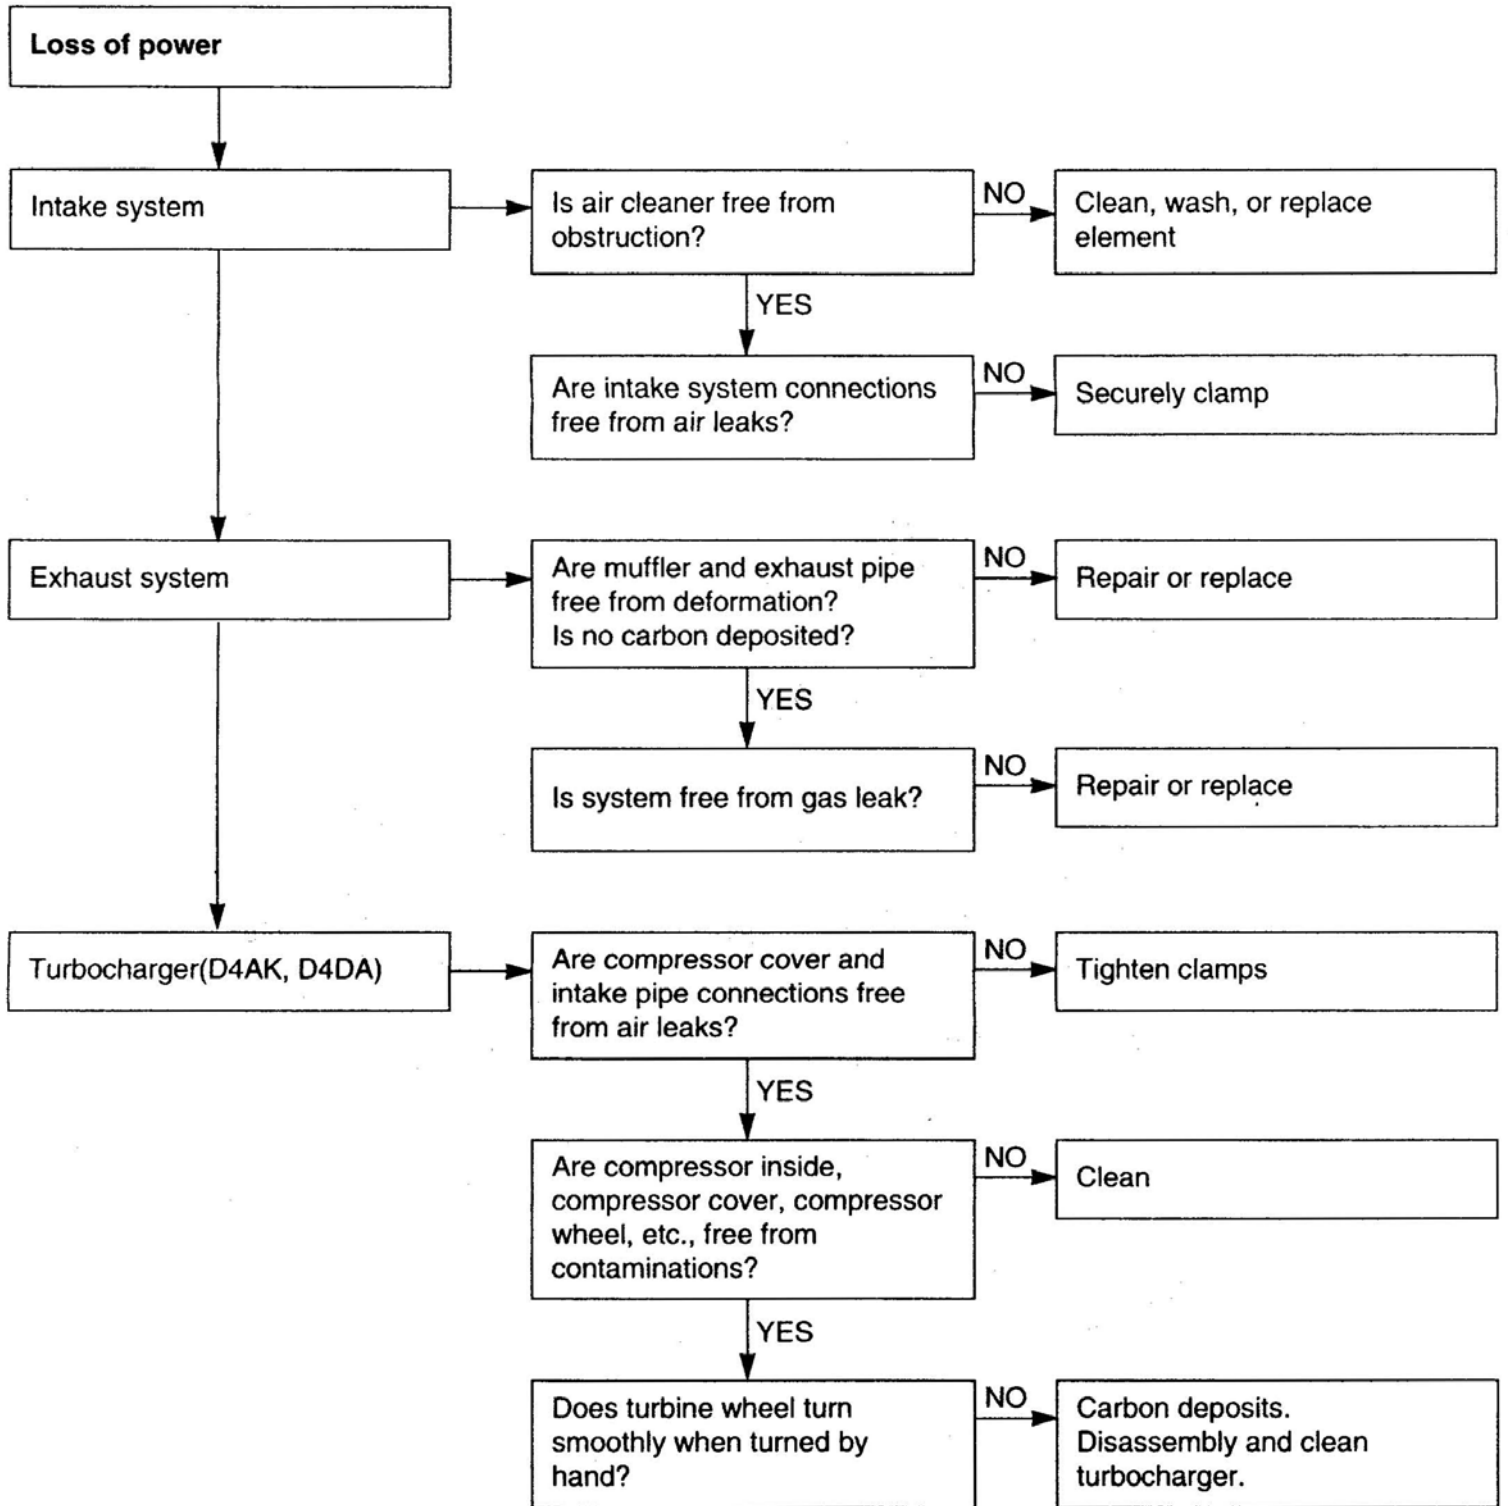 Loss of power
Intake system
Is air cleaner free from
obstruction?
NO
Clean, wash, or replace
element
YES
Are intake system connections
free from air leaks?
NO
Securely clamp
Exhaust system
Are muffler and exhaust pipe
free from deformation?
Is no carbon deposited?
NO
Repair or replace
YES
Is system free from gas leak?
NO
Repair or replace
Turbocharger(D4AK, D4DA)
Are compressor cover and
intake pipe connections free
from air leaks?
NO
Tighten clamps
YES
Are compressor inside,
compressor cover, compressor
wheel, etc., free from
contaminations?
NO
Clean
YES
Does turbine wheel turn
smoothly when turned by
hand?
NO
Carbon deposits.
Disassembly and clean
turbocharger.